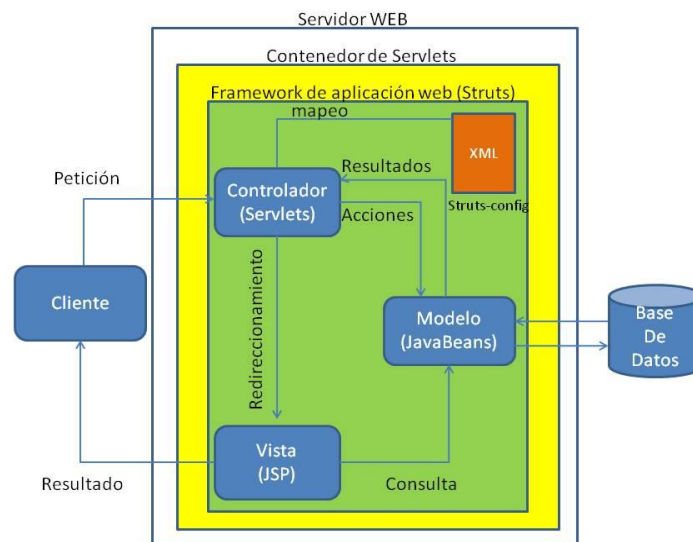 Servidor WEB
Contenedor de Servlets
Framework de aplicación web (Struts)
mapeo
XML
Struts-config
Petición
Controlador
(Servlets)
Resultados
Acciones
Redireccionamiento
Cliente
Modelo
(JavaBeans)
Base
De
Datos
Vista
(JSP)
Resultado
Consulta